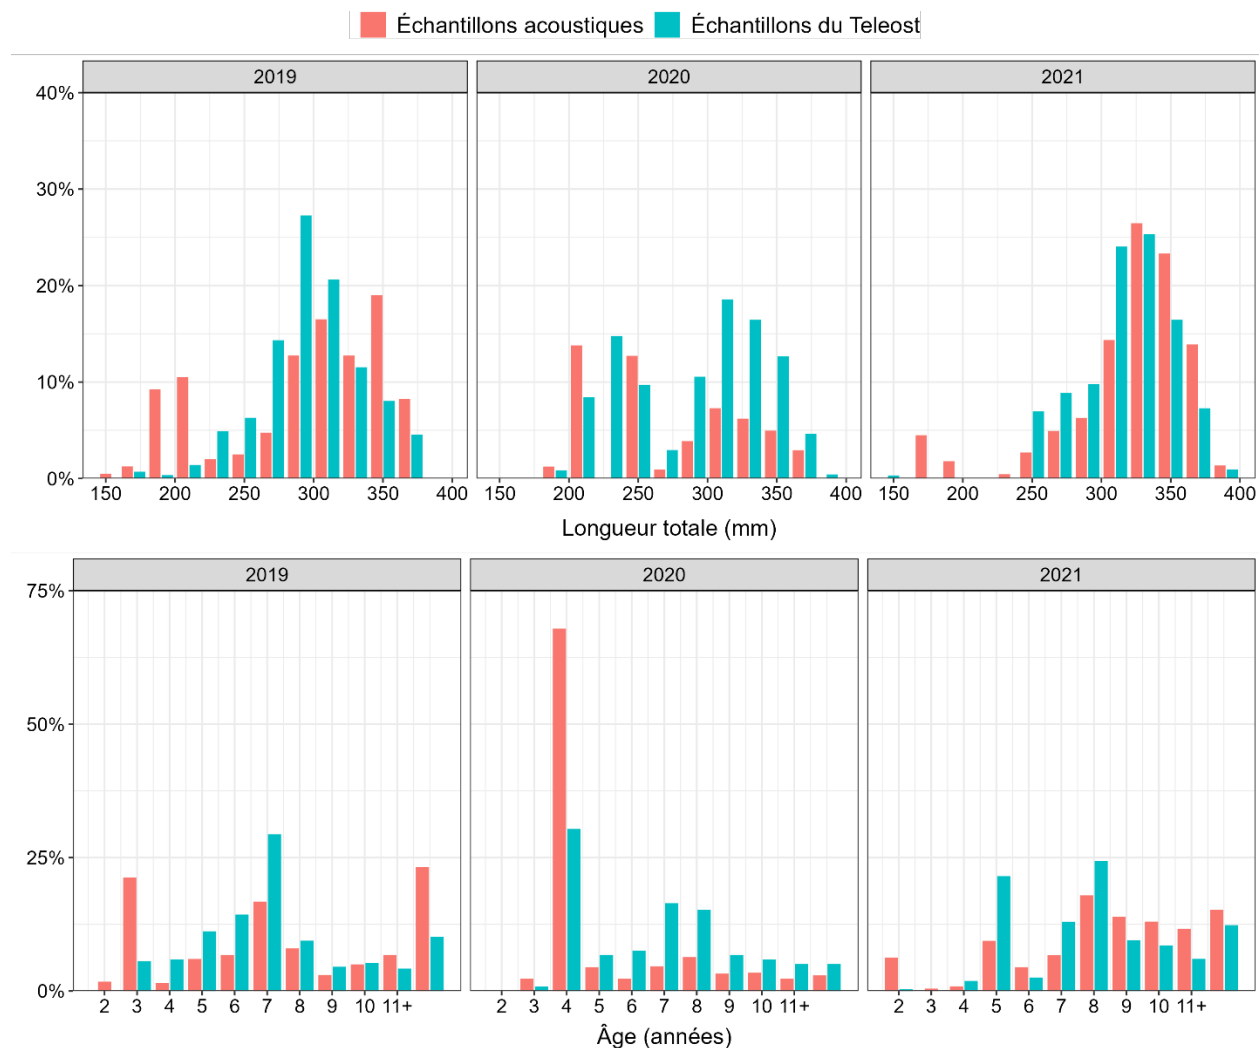 Échantillons acoustiques Échantillons du Teleost
2019 2020 2021
40%
30%
20%
10%
0%
150 200 250 300 350 400 150 200 250 300 350 400 150 200 250 300 350 400
Longueur totale (mm)
2019 2020 2021
75%
50%
25%
0%
2 3 4 5 6 7 8 9 10 11+ 2 3 4 5 6 7 8 9 10 11+ 2 3 4 5 6 7 8 9 10 11+
Âge (années)